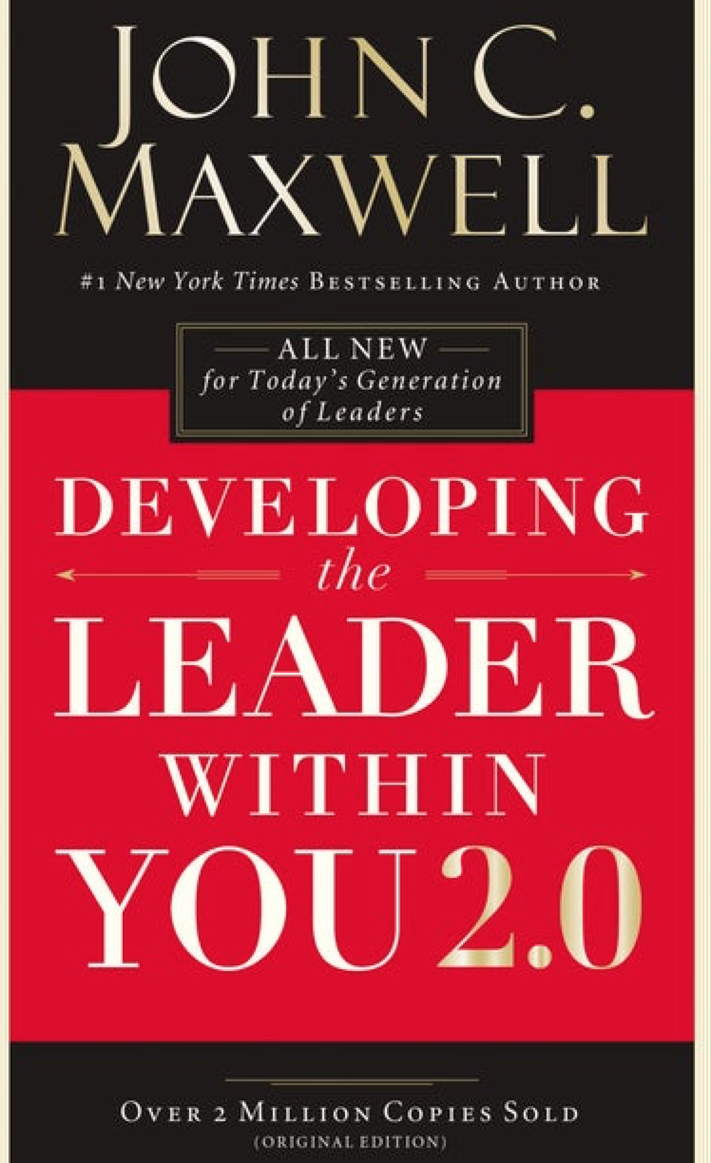 JOHN C.
MAXWELL
#1 New York Times BESTSELLING AUTHOR
ALL NEW
for Today's Generation
of Leaders
DEVELOPING
the
LEADER
WITHIN
YOU 2.0
OVER 2 MILLION COPIES SOLD
(ORIGINAL EDITION)